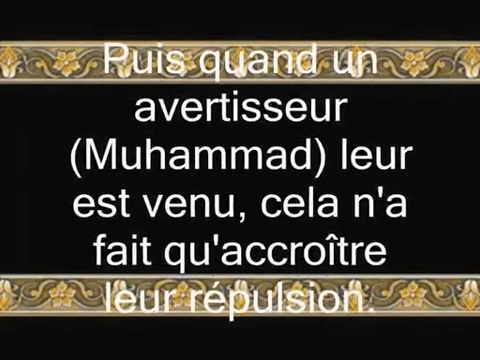 Puis quand un
avertisseur
(Muhammad) leur
est venu, cela n'a
fait qu'accroître
leur répulsion.